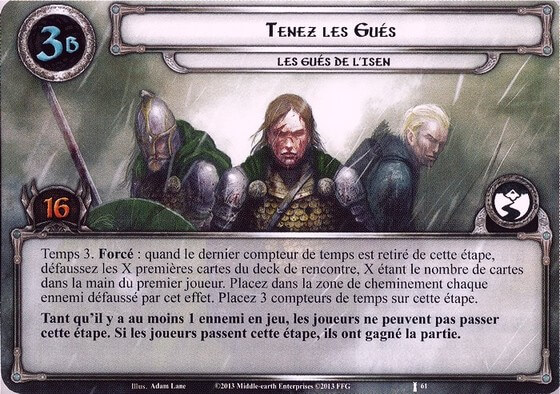 3B
TENEZ LES GUÉS
LES GUÉS DE L'ISEN
16
Temps 3. Forcé : quand le dernier compteur de temps est retiré de cette étape,
défaussez les X premières cartes du deck de rencontre, X étant le nombre de cartes
dans la main du premier joueur. Placez dans la zone de cheminement chaque
ennemi défaussé par cet effet. Placez 3 compteurs de temps sur cette étape.
Tant qu'il y a au moins 1 ennemi en jeu, les joueurs ne peuvent pas passer
cette étape. Si les joueurs passent cette étape, ils ont gagné la partie.
Illus. Adam Lane ©2013 Middle-earth Enterprises ©2013 FFG 61